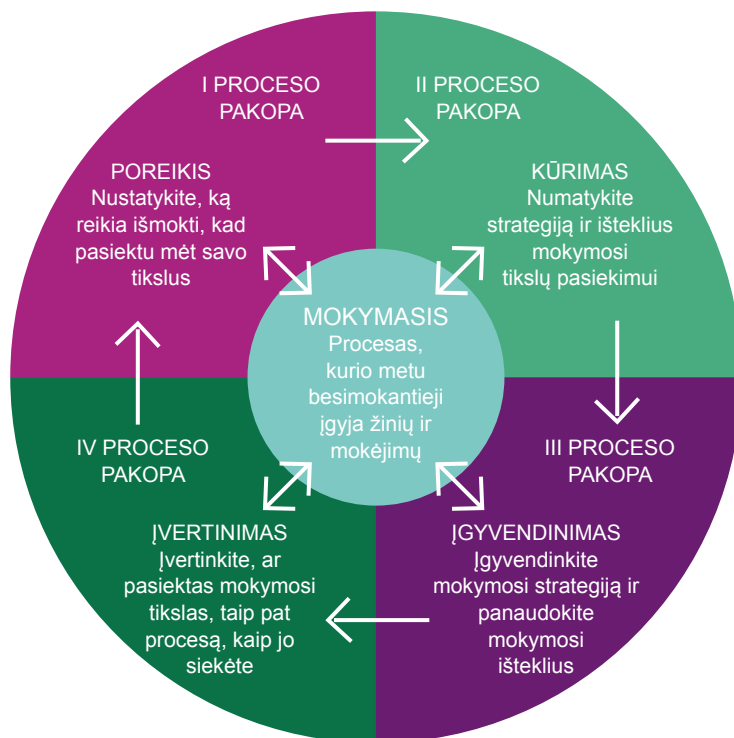 I PROCESO
PAKOPA
POREIKIS
Nustatykite, ką
reikia išmokti, kad
pasiektu mėt savo
tikslus
II PROCESO
PAKOPA
KŪRIMAS
Numatykite
strategiją ir išteklius
mokymosi
tikslų pasiekimui
MOKYMASIS
Procesas,
kurio metu
besimokantieji
įgyja žinių ir
mokėjimų
III PROCESO
PAKOPA
ĮGYVENDINIMAS
Įgyvendinkite
mokymosi strategiją ir
panaudokite
mokymosi
išteklius
IV PROCESO
PAKOPA
ĮVERTINIMAS
Įvertinkite, ar
pasiektas mokymosi
tikslas, taip pat
procesą, kaip jo
siekėte